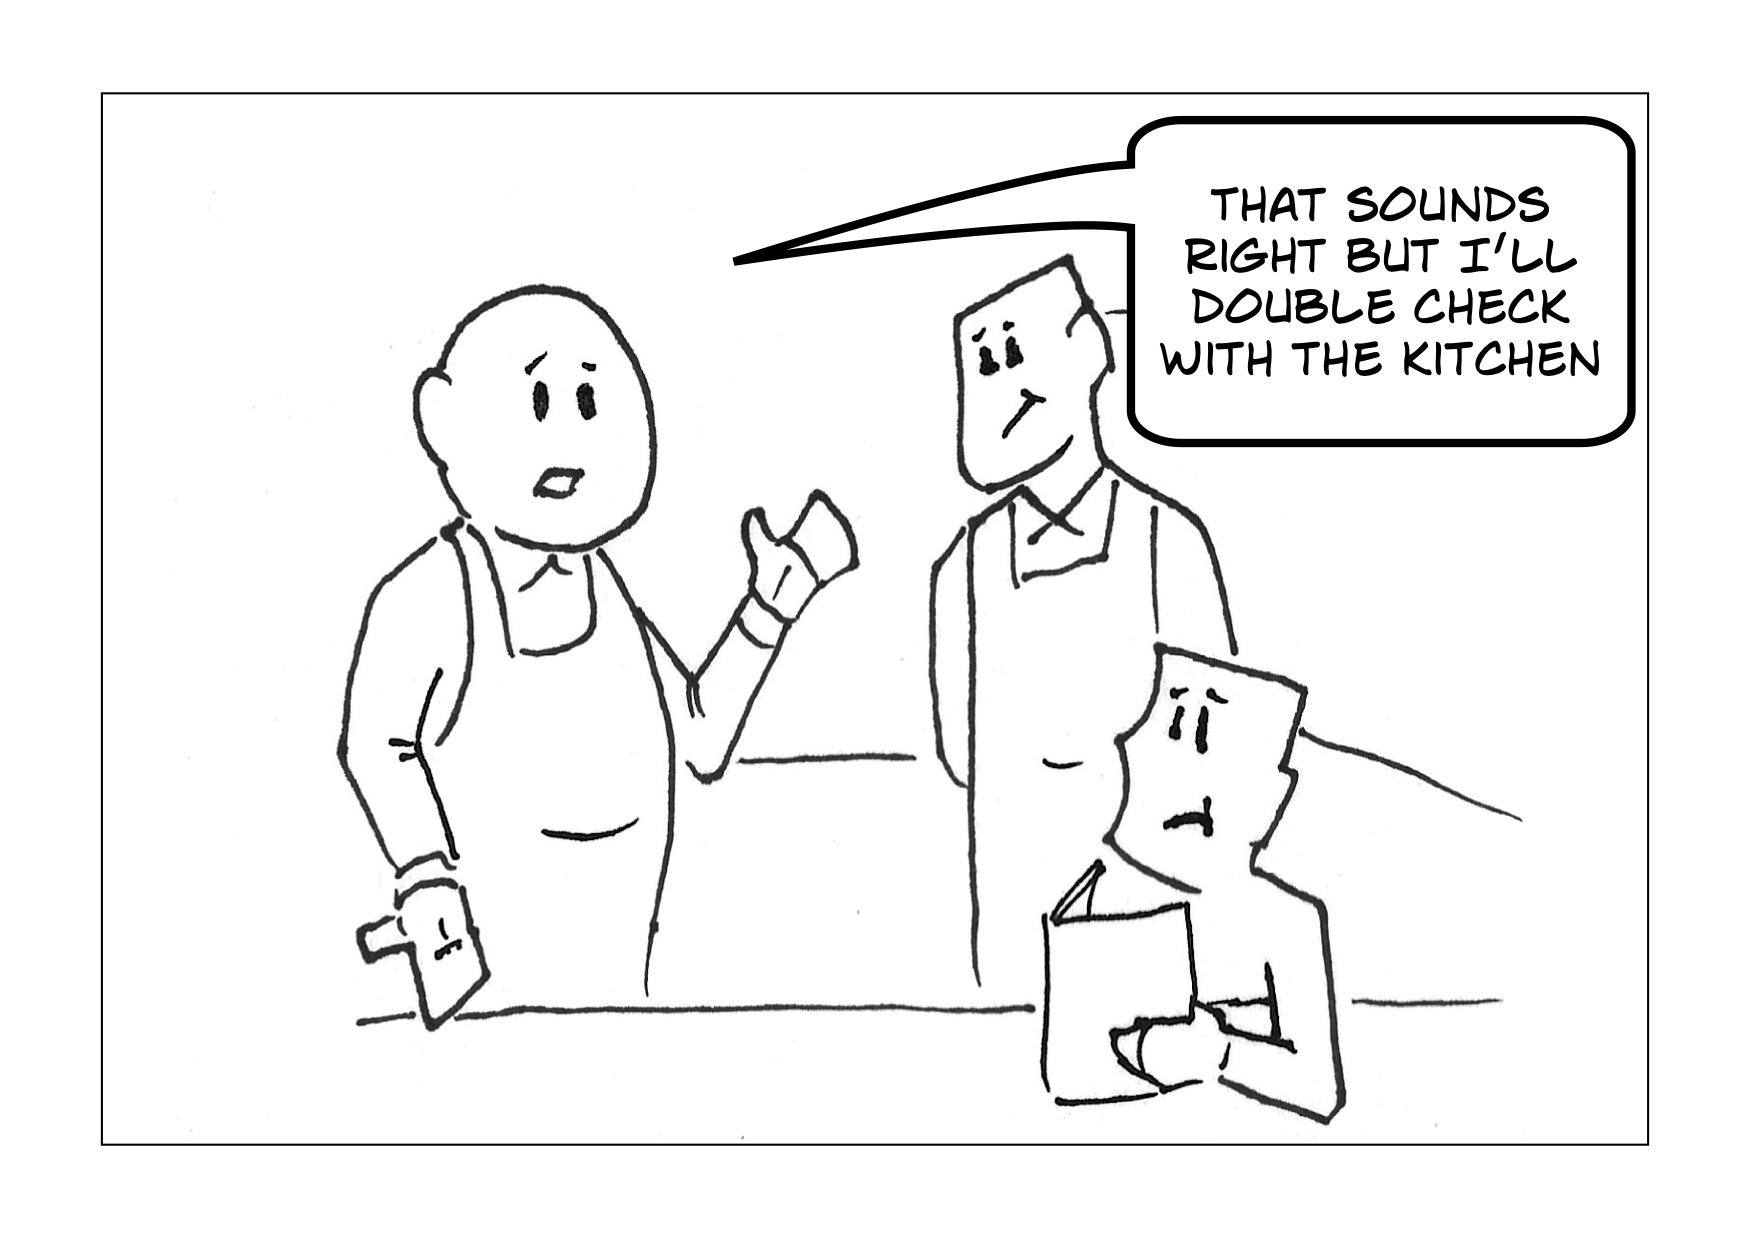 THAT SOUNDS
RIGHT BUT I'LL
DOUBLE CHECK
WITH THE KITCHEN